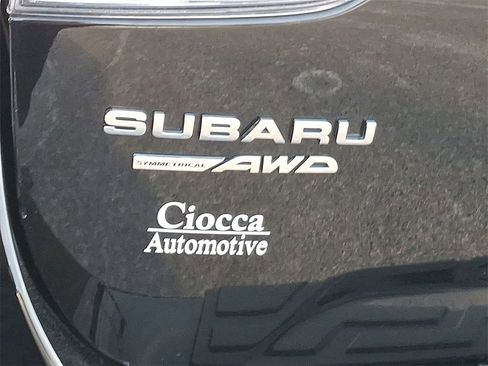 SUBARU
SYMMETRICAL AWD
Ciocca
Automotive